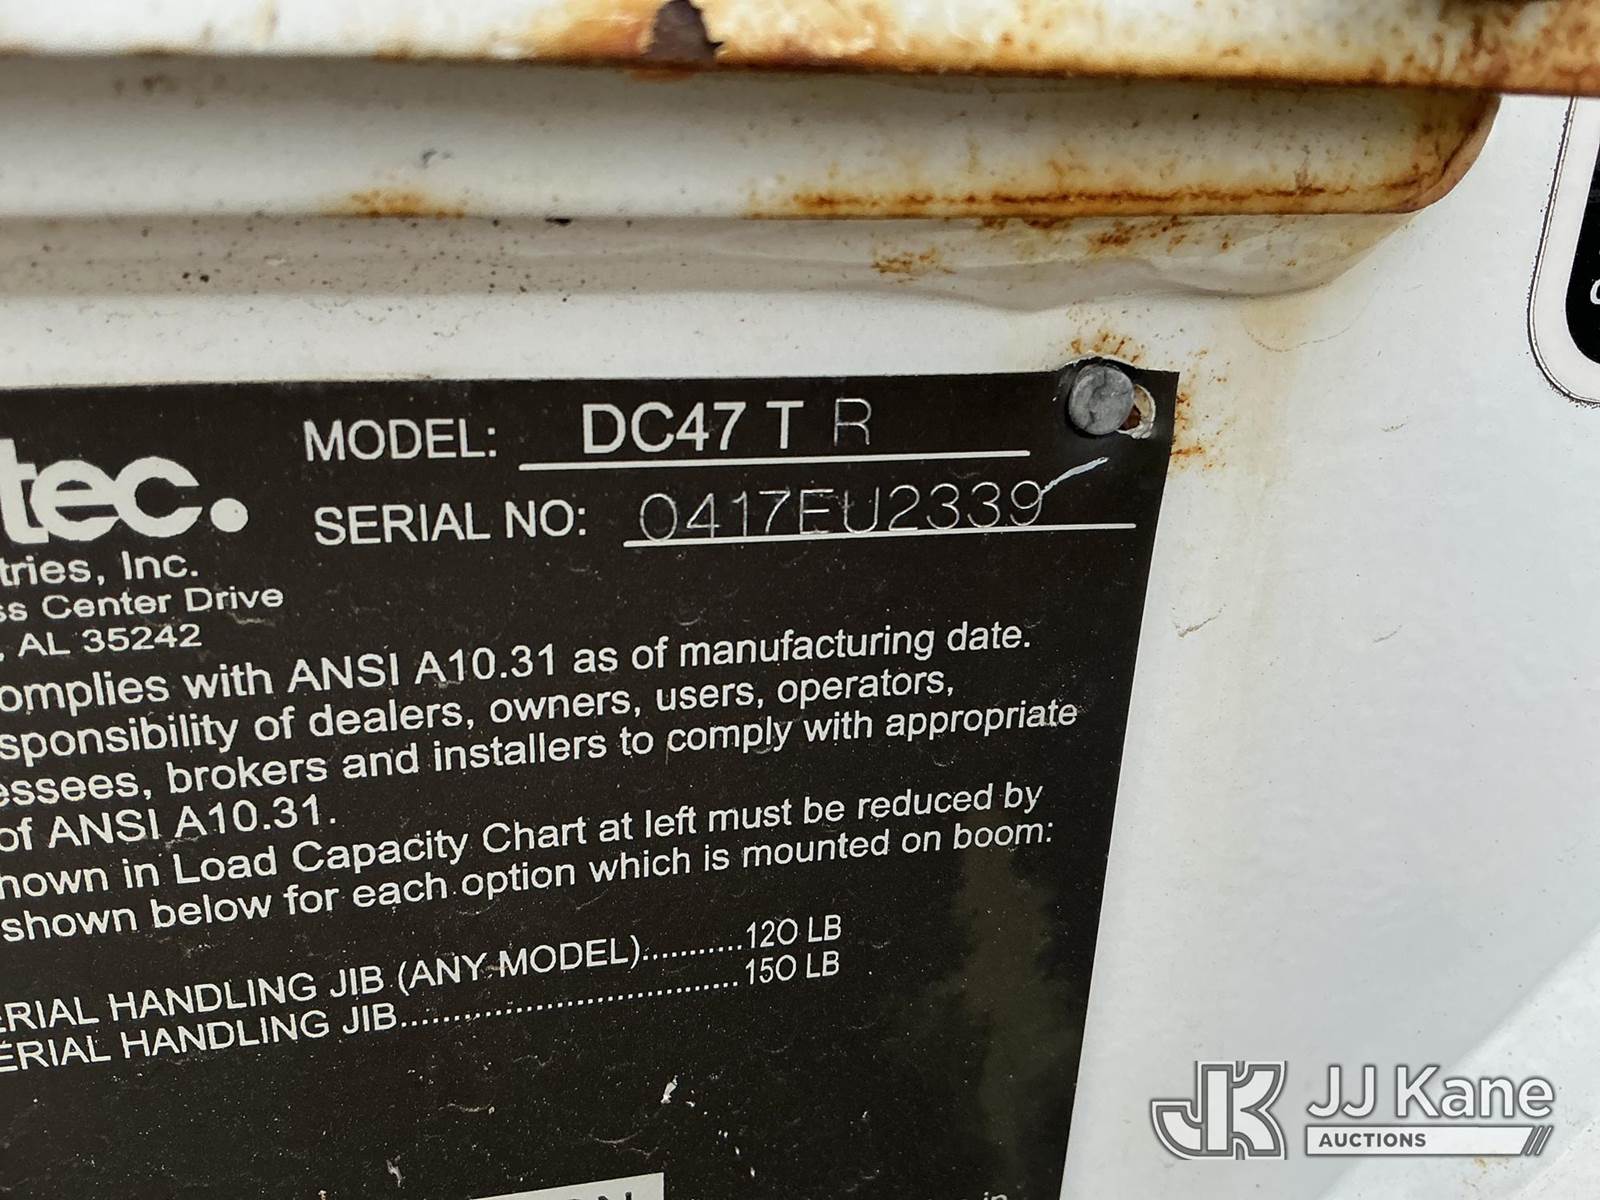 MODEL: DC47 T R
tec.
SERIAL NO: 0417EU2339
tries, Inc.
ss Center Drive
, AL 35242
omplies with ANSI A10.31 as of manufacturing date.
sponsibility of dealers, owners, users, operators,
essees, brokers and installers to comply with appropriate
of ANSI A10.31.
hown in Load Capacity Chart at left must be reduced by
shown below for each option which is mounted on boom:
ERIAL HANDLING JIB (ANY MODEL)..........120 LB
ERIAL HANDLING JIB..................................150 LB
in
JK JJ Kane
AUCTIONS